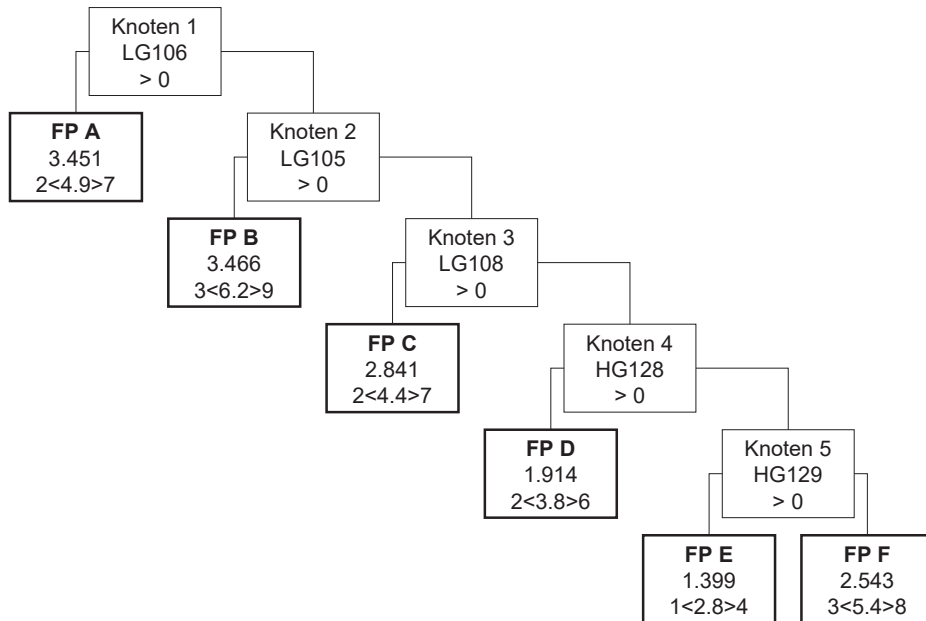 Knoten 1
LG106
> 0
FP A
3.451
2<4.9>7
Knoten 2
LG105
> 0
FP B
3.466
3<6.2>9
Knoten 3
LG108
> 0
FP C
2.841
2<4.4>7
Knoten 4
HG128
> 0
FP D
1.914
2<3.8>6
Knoten 5
HG129
> 0
FP E
1.399
1<2.8>4
FP F
2.543
3<5.4>8